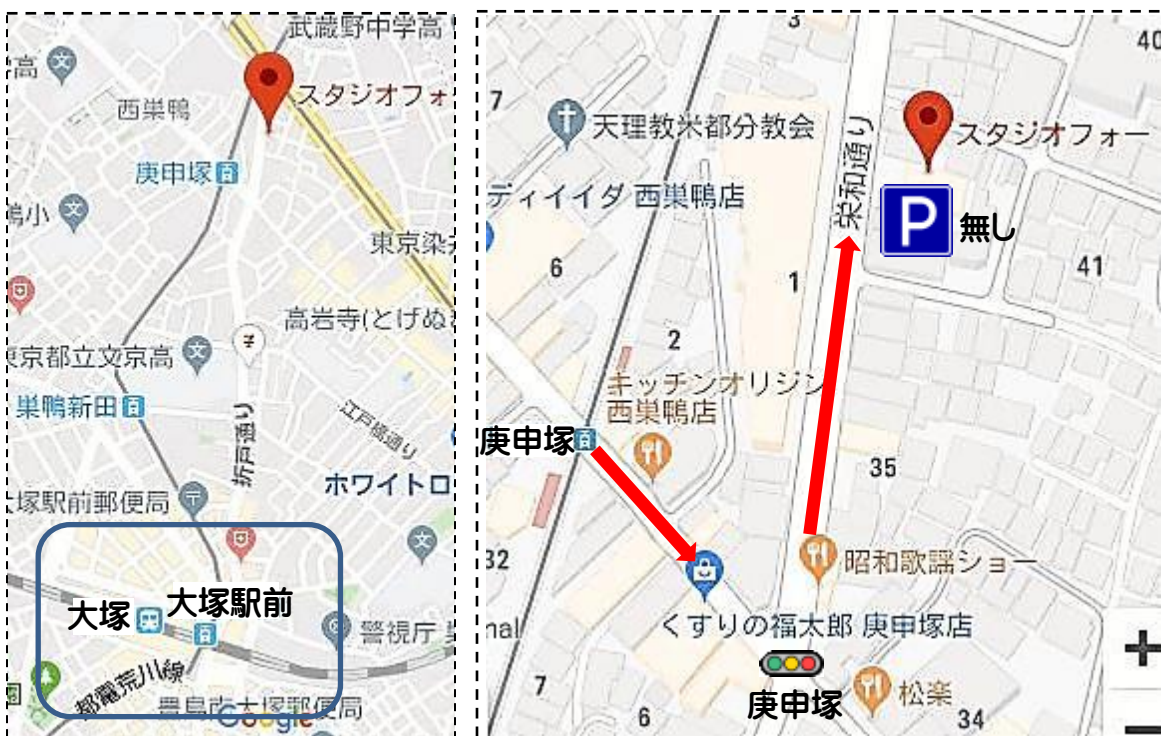 武蔵野中学高
高
スタジオフォ
西巣鴨
庚申塚
鴨小
東京染井
高岩寺(とげぬき
東京都立文京高
巣鴨新田
江戸橋通り
折戸通り
ホワイトロ
大塚駅前郵便局
大塚
大塚駅前
警視庁 巣
都電荒川線
豊島南大塚郵便局
Google
3
40
7
天理教米都分教会
栄和通り
スタジオフォー
ディイイダ 西巣鴨店
P
無し
6
1
41
2
キッチンオリジン
西巣鴨店
庚申塚
35
32
昭和歌謡ショー
nal
くすりの福太郎 庚申塚店
7
庚申塚
松楽
6
34
+
−